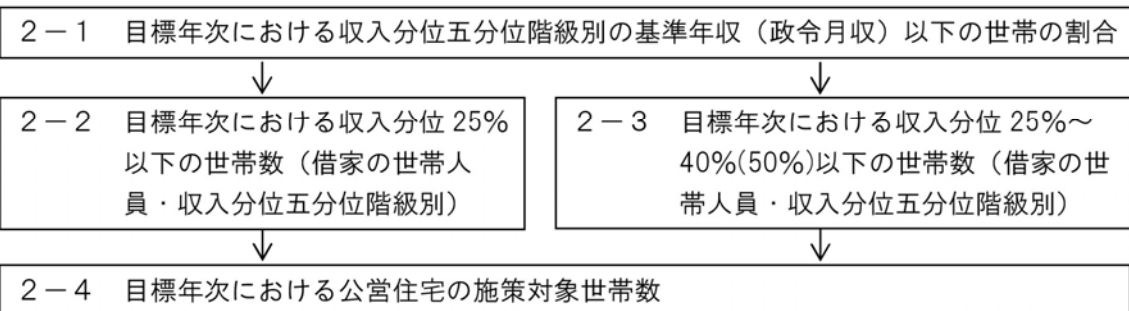 2－1 目標年次における収入分位五分位階級別の基準年収（政令月収）以下の世帯の割合
2－2 目標年次における収入分位 25%
以下の世帯数（借家の世帯人
員・収入分位五分位階級別）
2－3 目標年次における収入分位 25%～
40%(50%)以下の世帯数（借家の世
帯人員・収入分位五分位階級別）
2－4 目標年次における公営住宅の施策対象世帯数